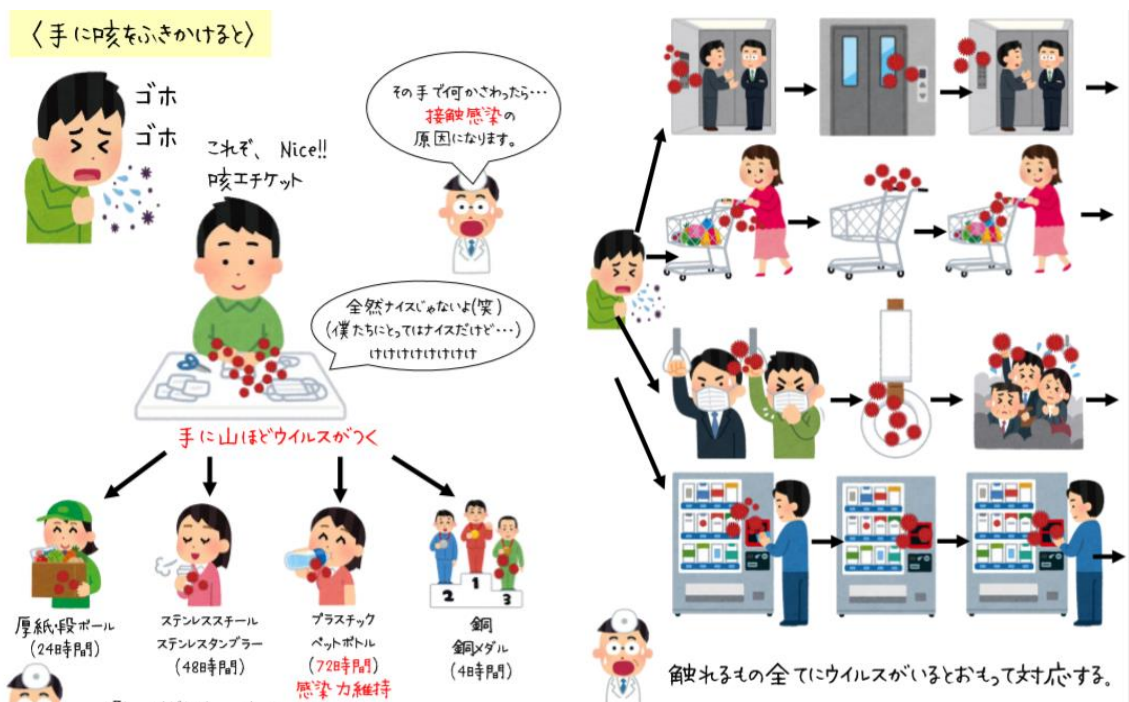 〈手に咳をふきかけると〉
ゴホ
ゴホ
これぞ、Nice!!
咳エチケット
その手で何かさわったら…
接触感染の
原因になります。
全然ナイスじゃないよ(笑)
(僕たちにとってはナイスだけど…)
けけけけけけけけけ
手に山ほどウイルスがつく
厚紙・段ボール
(24時間)
ステンレススチール
ステンレスタンブラー
(48時間)
プラスチック
ペットボトル
(72時間)
感染力維持
2
1
3
銅
銅メダル
(4時間)
触れるもの全てにウイルスがいるとおもって対応する。